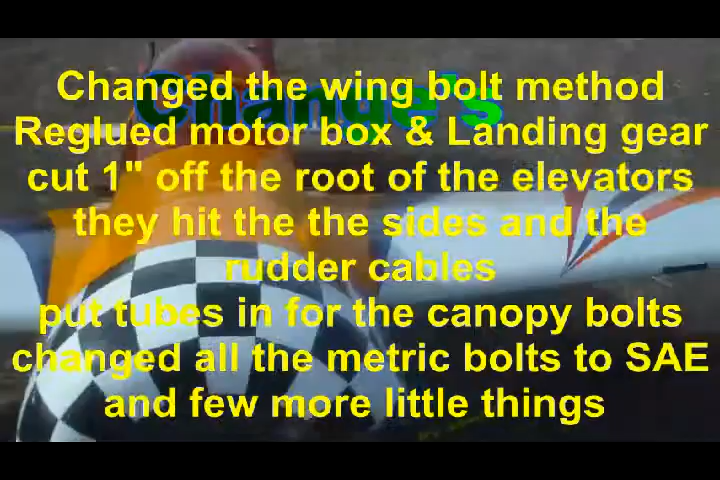 Change's
Changed the wing bolt method
Reglued motor box & Landing gear
cut 1" off the root of the elevators
they hit the the sides and the
rudder cables
put tubes in for the canopy bolts
changed all the metric bolts to SAE
and few more little things